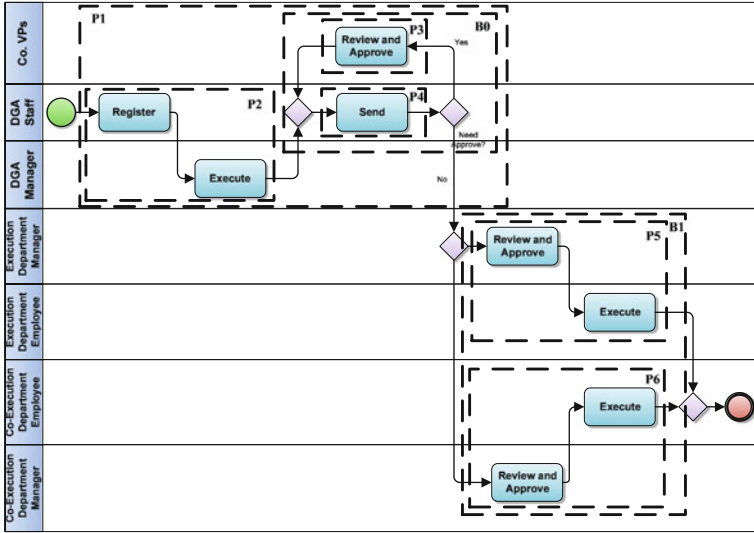 Co. VPs
P1
P3
B0
Review and
Approve
Yes
DGA
Staff
Register
P2
P4
Send
Need
Approve?
DGA
Manager
Execute
No
Execution
Department
Manager
Review and
Approve
P5
B1
Execution
Department
Employee
Execute
Co-Execution
Department
Employee
P6
Execute
Co-Execution
Department
Manager
Review and
Approve